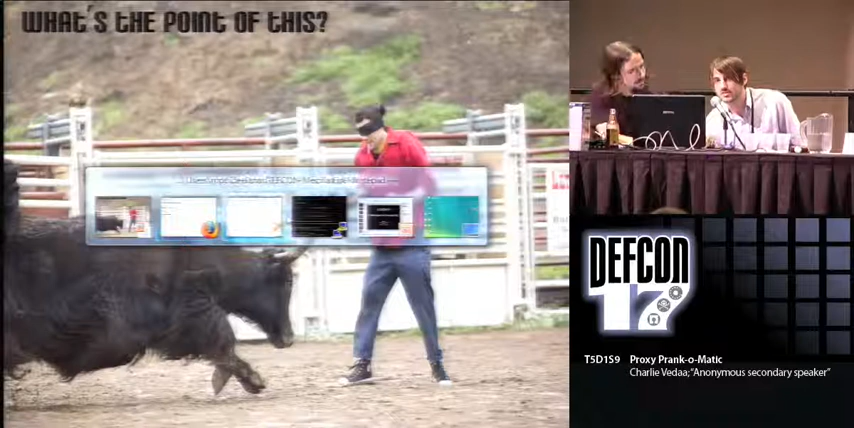 WHAT'S THE POINT OF THIS?
DEFCON
17
T5D1S9 Proxy Prank-o-Matic
Charlie Vedaa; "Anonymous secondary speaker"